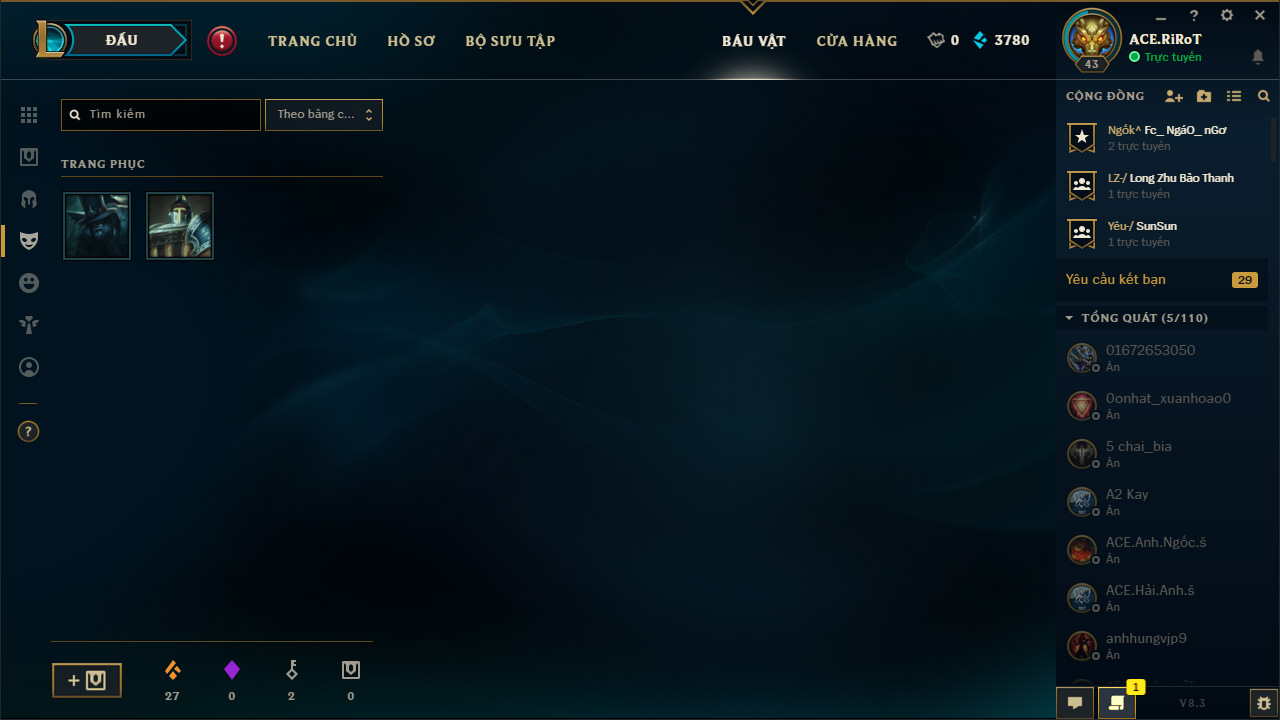 ĐẤU
TRANG CHỦ
HỒ SƠ
BỘ SƯU TẬP
BÁU VẬT
CỬA HÀNG
0
3780
43
ACE.RiRoT
Trực tuyến
Tìm kiếm
Theo bảng c...
TRANG PHỤC
CỘNG ĐỒNG
Ngốk^ Fc_ NgáO_ nGơ
2 trực tuyến
LZ-/ Long Zhu Bảo Thanh
1 trực tuyến
Yêu-/ SunSun
1 trực tuyến
Yêu cầu kết bạn
29
TỔNG QUÁT (5/110)
01672653050
Ẩn
0onhat_xuanhoao0
Ẩn
5 chai_bia
Ẩn
A2 Kay
Ẩn
ACE.Anh.Ngốc.š
Ẩn
ACE.Hải.Anh.š
Ẩn
anhhungvjp9
Ẩn
27
0
2
0
1
V8.3